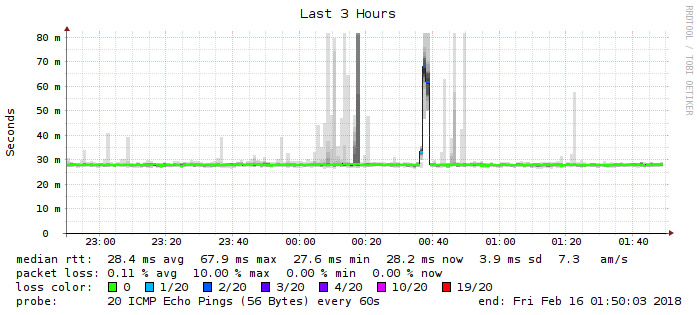 Last 3 Hours
RRDTOOL / TOBI OETIKER
Seconds
80 m
70 m
60 m
50 m
40 m
30 m
20 m
10 m
0
23:00 23:20 23:40 00:00 00:20 00:40 01:00 01:20 01:40
median rtt: 28.4 ms avg 67.9 ms max 27.6 ms min 28.2 ms now 3.9 ms sd 7.3 am/s
packet loss: 0.11 % avg 10.00 % max 0.00 % min 0.00 % now
loss color: 0 1/20 2/20 3/20 4/20 10/20 19/20
probe: 20 ICMP Echo Pings (56 Bytes) every 60s end: Fri Feb 16 01:50:03 2018